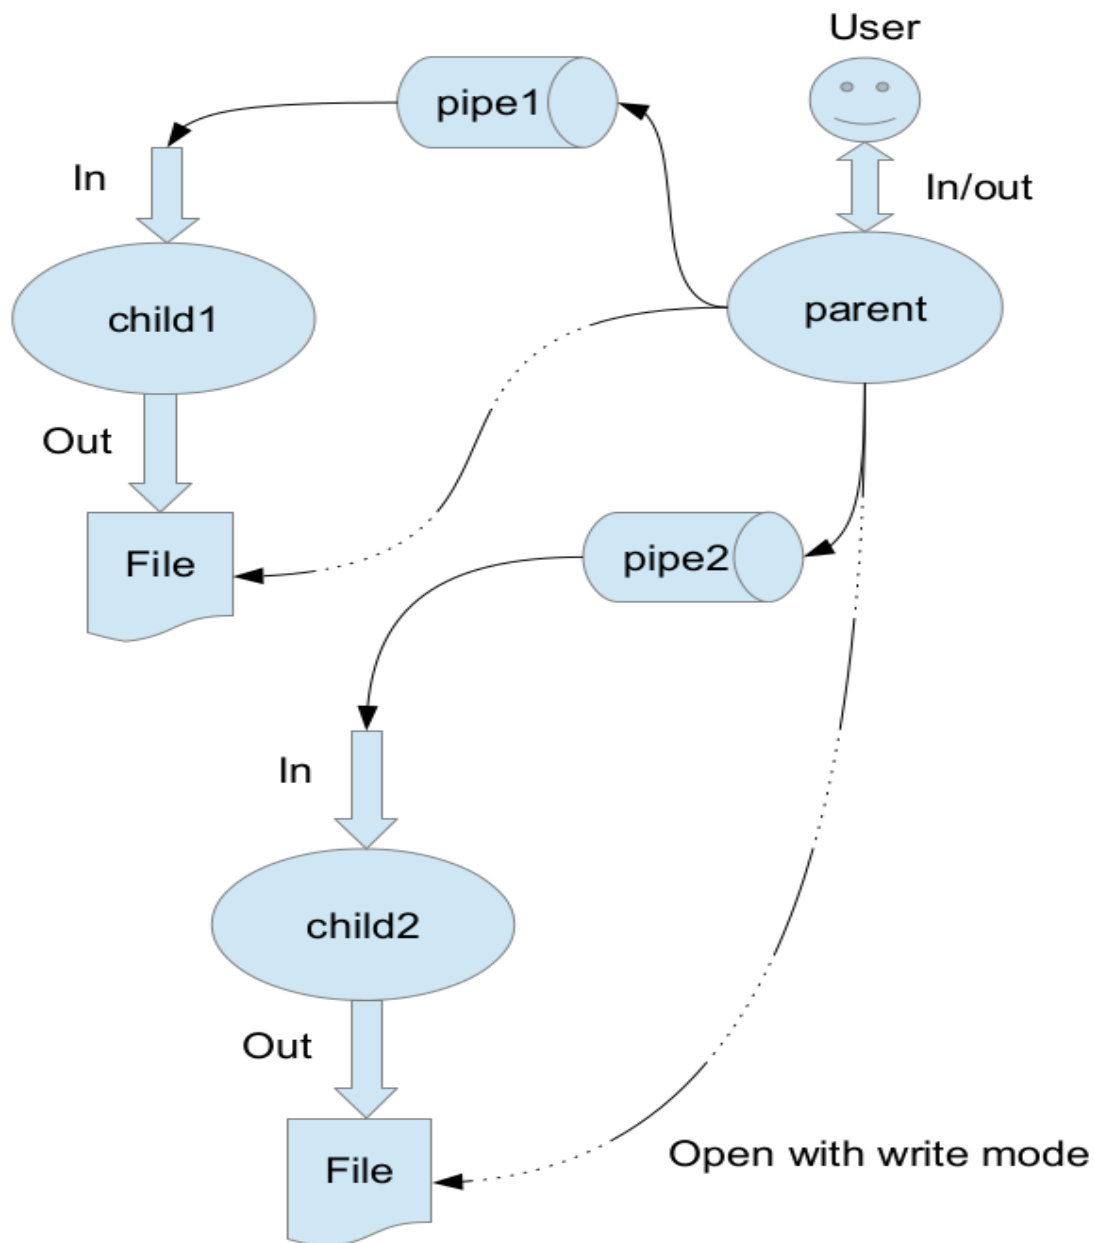 User
pipe1
In
In/out
child1
parent
Out
File
pipe2
In
child2
Out
Open with write mode
File